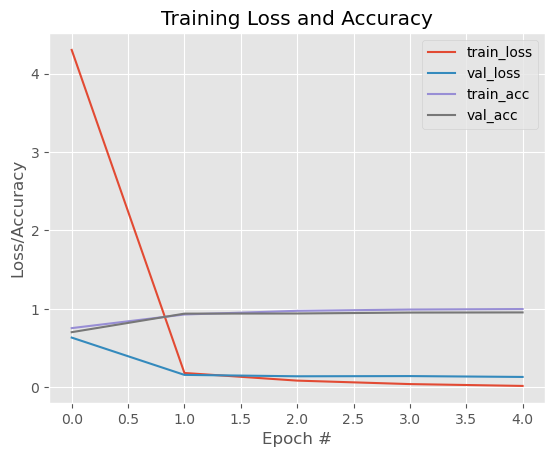 Training Loss and Accuracy
train_loss
val_loss
train_acc
val_acc
4
3
2
1
0
Loss/Accuracy
0.0 0.5 1.0 1.5 2.0 2.5 3.0 3.5 4.0
Epoch #